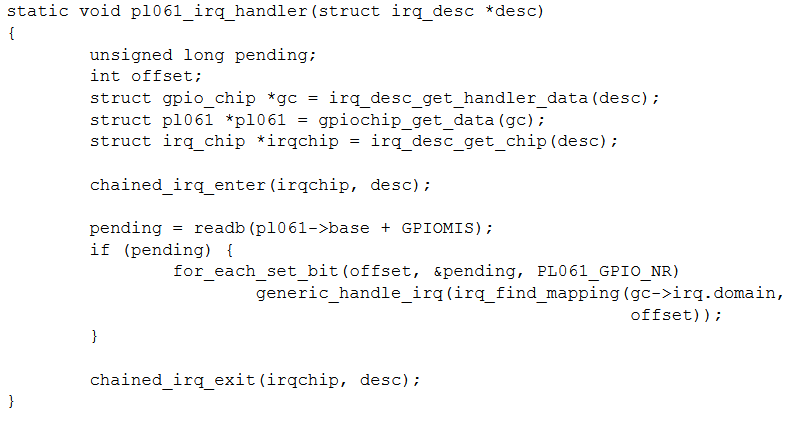 static void pl061_irq_handler(struct irq_desc *desc)
{
        unsigned long pending;
        int offset;
        struct gpio_chip *gc = irq_desc_get_handler_data(desc);
        struct pl061 *pl061 = gpiochip_get_data(gc);
        struct irq_chip *irqchip = irq_desc_get_chip(desc);

        chained_irq_enter(irqchip, desc);

        pending = readb(pl061->base + GPIOMIS);
        if (pending) {
                for_each_set_bit(offset, &pending, PL061_GPIO_NR)
                        generic_handle_irq(irq_find_mapping(gc->irq.domain,
                                                            offset));
        }

        chained_irq_exit(irqchip, desc);
}